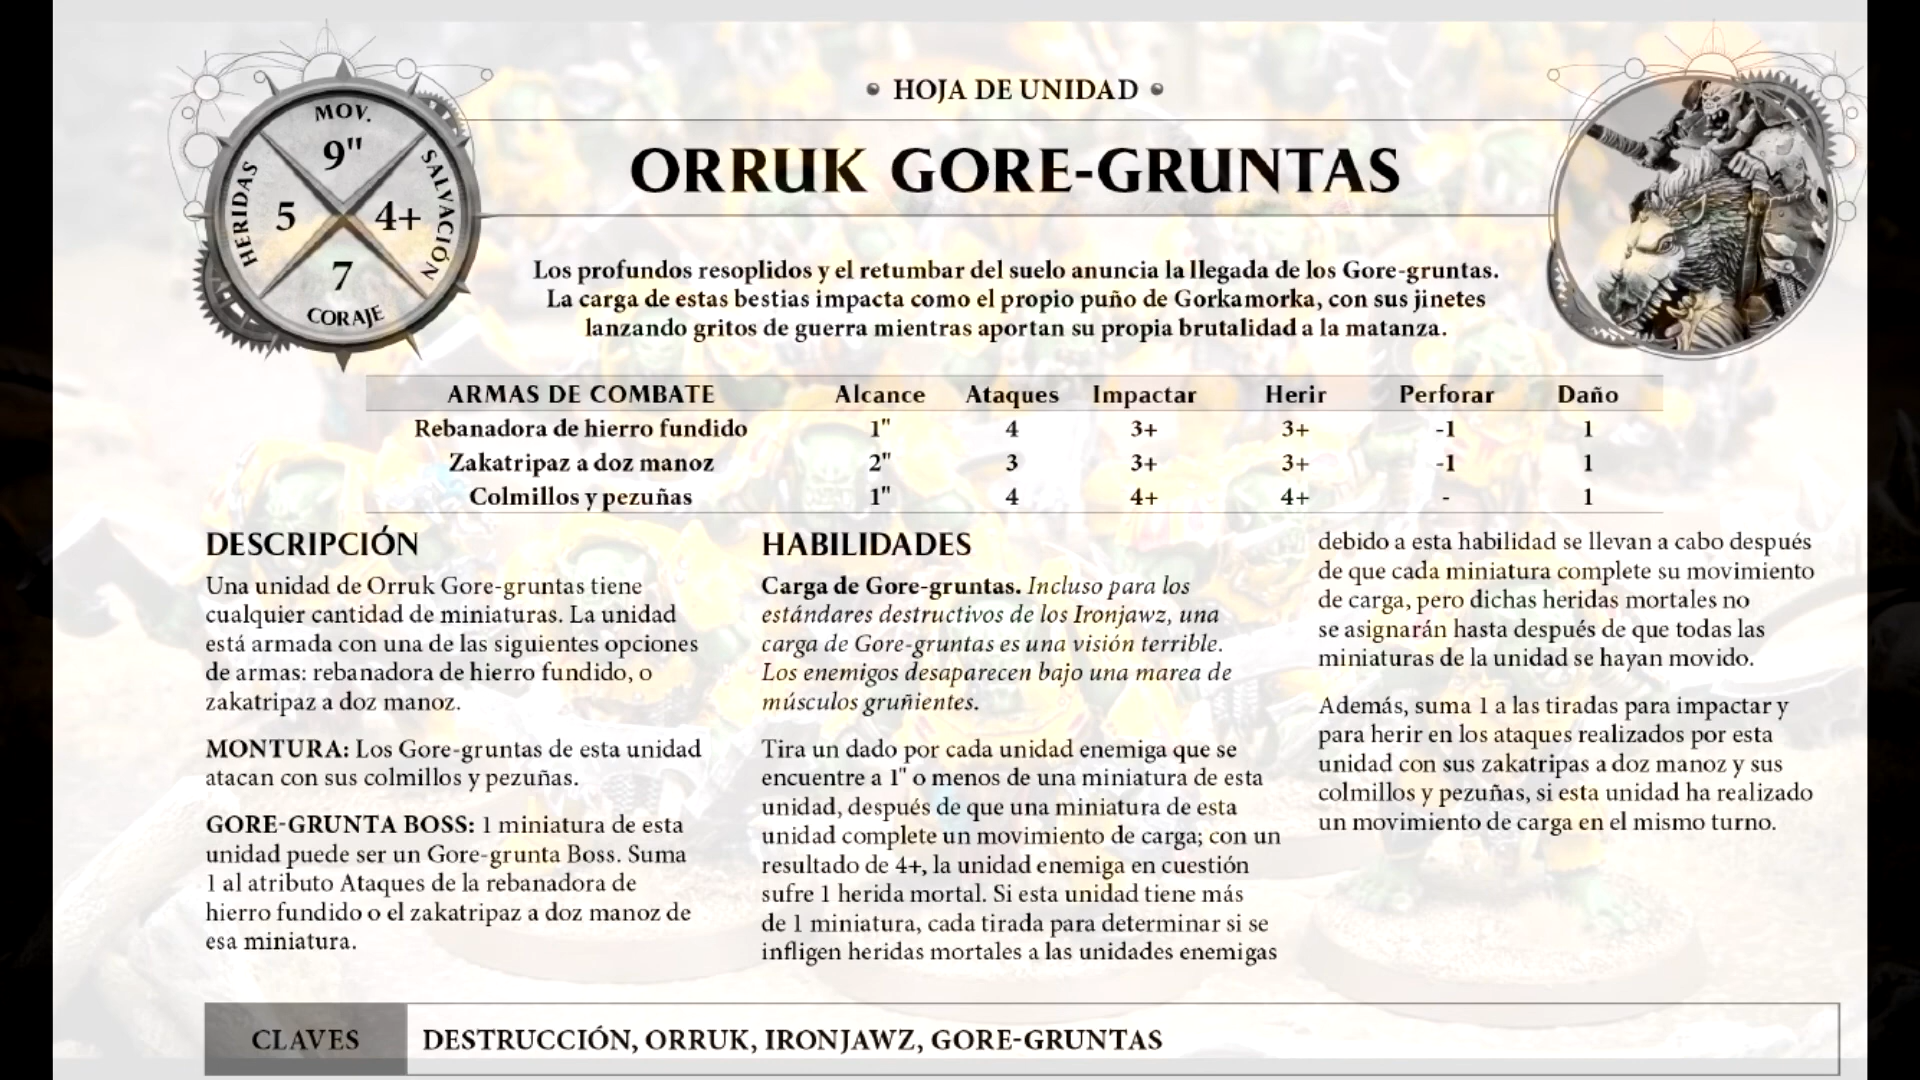 • HOJA DE UNIDAD •
ORRUK GORE-GRUNTAS
MOV.
9"
HERIDAS
5
4+
SALVACIÓN
7
CORAJE
Los profundos resoplidos y el retumbar del suelo anuncia la llegada de los Gore-gruntas.
La carga de estas bestias impacta como el propio puño de Gorkamorka, con sus jinetes
lanzando gritos de guerra mientras aportan su propia brutalidad a la matanza.
ARMAS DE COMBATE Alcance Ataques Impactar Herir Perforar Daño
Rebanadora de hierro fundido 1" 4 3+ 3+ -1 1
Zakatripaz a doz manoz 2" 3 3+ 3+ -1 1
Colmillos y pezuñas 1" 4 4+ 4+ - 1
DESCRIPCIÓN
Una unidad de Orruk Gore-gruntas tiene
cualquier cantidad de miniaturas. La unidad
está armada con una de las siguientes opciones
de armas: rebanadora de hierro fundido, o
zakatripaz a doz manoz.
MONTURA: Los Gore-gruntas de esta unidad
atacan con sus colmillos y pezuñas.
GORE-GRUNTA BOSS: 1 miniatura de esta
unidad puede ser un Gore-grunta Boss. Suma
1 al atributo Ataques de la rebanadora de
hierro fundido o el zakatripaz a doz manoz de
esa miniatura.
HABILIDADES
Carga de Gore-gruntas. Incluso para los
estándares destructivos de los Ironjawz, una
carga de Gore-gruntas es una visión terrible.
Los enemigos desaparecen bajo una marea de
músculos gruñientes.
Tira un dado por cada unidad enemiga que se
encuentre a 1" o menos de una miniatura de esta
unidad, después de que una miniatura de esta
unidad complete un movimiento de carga; con un
resultado de 4+, la unidad enemiga en cuestión
sufre 1 herida mortal. Si esta unidad tiene más
de 1 miniatura, cada tirada para determinar si se
infligen heridas mortales a las unidades enemigas
debido a esta habilidad se llevan a cabo después
de que cada miniatura complete su movimiento
de carga, pero dichas heridas mortales no
se asignarán hasta después de que todas las
miniaturas de la unidad se hayan movido.
Además, suma 1 a las tiradas para impactar y
para herir en los ataques realizados por esta
unidad con sus zakatripas a doz manoz y sus
colmillos y pezuñas, si esta unidad ha realizado
un movimiento de carga en el mismo turno.
CLAVES DESTRUCCIÓN, ORRUK, IRONJAWZ, GORE-GRUNTAS